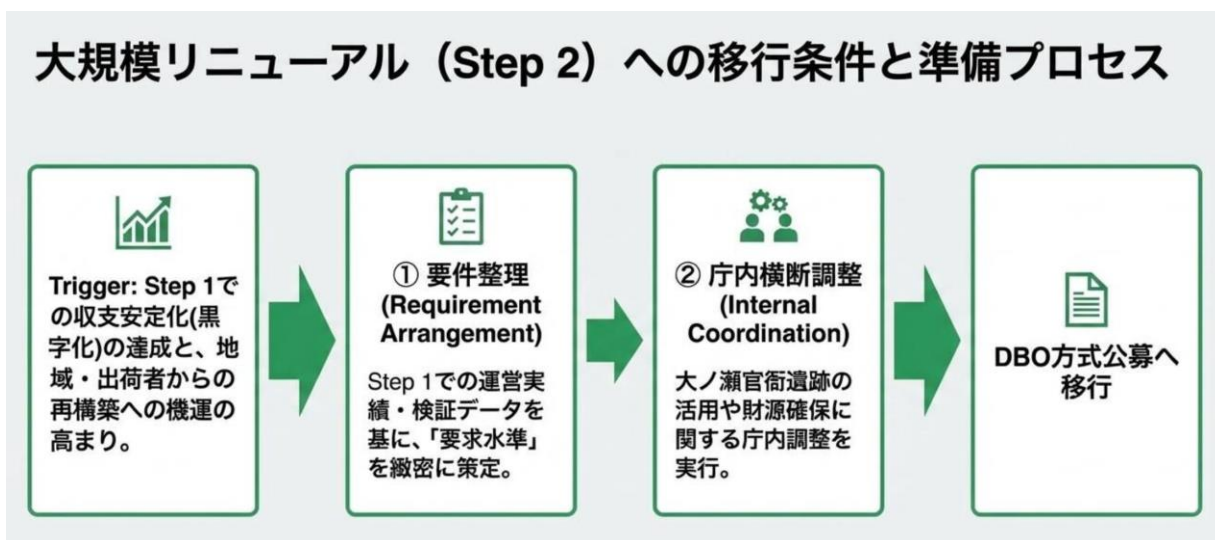 大規模リニューアル（Step 2）への移行条件と準備プロセス
Trigger: Step 1で
の収支安定化(黒
字化)の達成と、地
域・出荷者からの
再構築への機運の
高まり。
① 要件整理
(Requirement
Arrangement)
Step 1での運営実
績・検証データを
基に、「要求水準」
を緻密に策定。
② 庁内横断調整
(Internal
Coordination)
大ノ瀬官衙遺跡の
活用や財源確保に
関する庁内調整を
実行。
DBO方式公募へ
移行